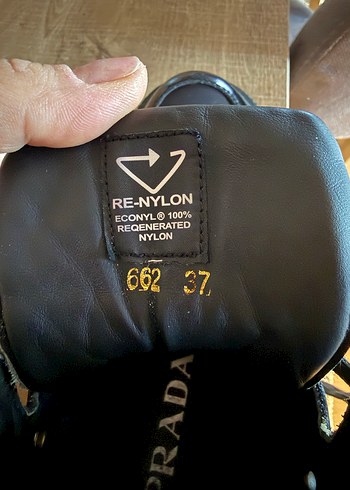 RE-NYLON
ECONYL® 100%
REQENERATED
NYLON
662 37
PRADA